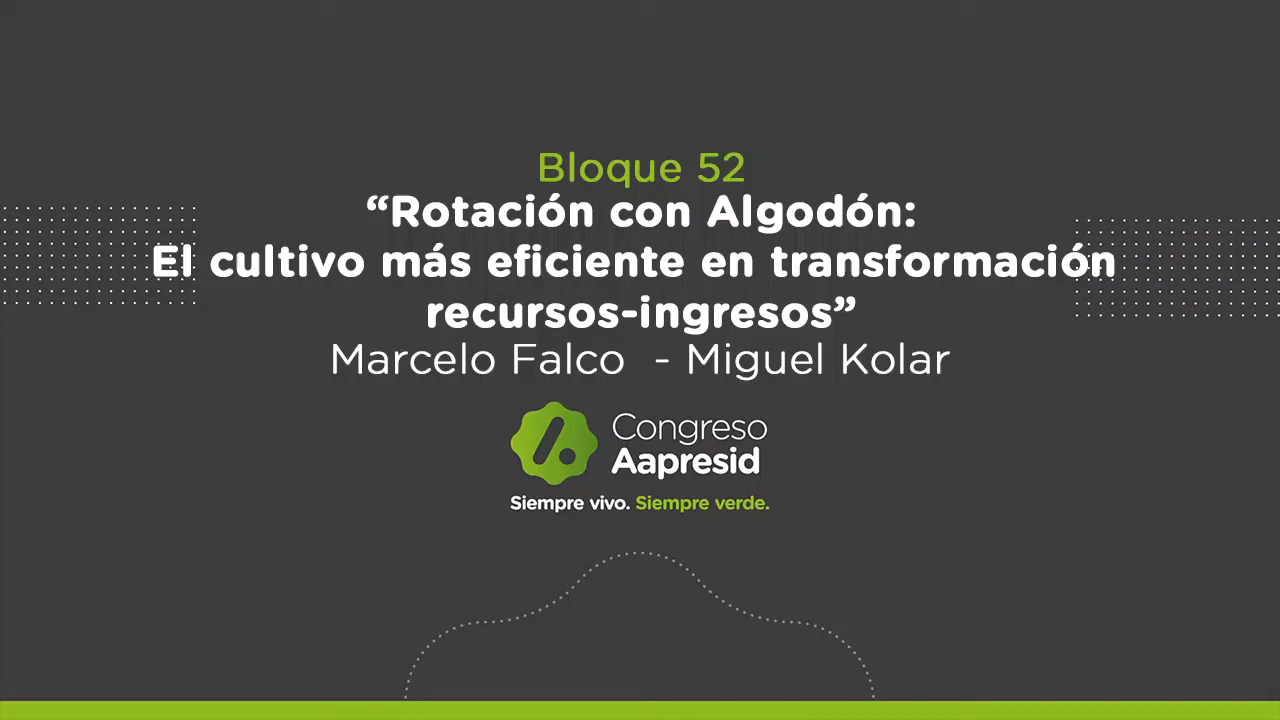 Bloque 52
“Rotación con Algodón:
El cultivo más eficiente en transformación
recursos-ingresos”
Marcelo Falco - Miguel Kolar
Congreso
Aapresid
Siempre vivo. Siempre verde.